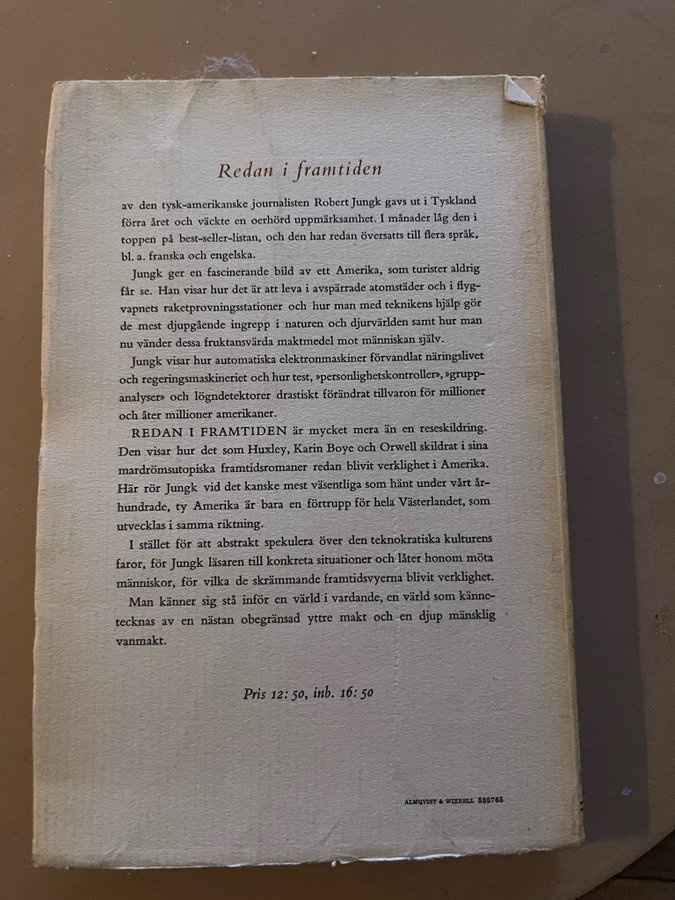 Redan i framtiden
av den tysk-amerikanske journalisten Robert Jungk gavs ut i Tyskland
förra året och väckte en oerhörd uppmärksamhet. I månader låg den i
toppen på best-seller-listan, och den har redan översatts till flera språk,
bl. a. franska och engelska.
Jungk ger en fascinerande bild av ett Amerika, som turister aldrig
får se. Han visar hur det är att leva i avspärrade atomstäder och i flyg-
vapnets raketprovningsstationer och hur man med teknikens hjälp gör
de mest djupgående ingrepp i naturen och djurvärlden samt hur man
nu vänder dessa fruktansvärda maktmedel mot människan själv.
Jungk visar hur automatiska elektronmaskiner förvandlat näringslivet
och regeringsmaskineriet och hur test, »personlighetskontroller», »grupp-
analyser» och lögndetektorer drastiskt förändrat tillvaron för millioner
och åter millioner amerikaner.
REDAN I FRAMTIDEN är mycket mera än en reseskildring.
Den visar hur det som Huxley, Karin Boye och Orwell skildrat i sina
mardrömsutopiska framtidsromaner redan blivit verklighet i Amerika.
Här rör Jungk vid det kanske mest väsentliga som hänt under vårt år-
hundrade, ty Amerika är bara en förtrupp för hela Västerlandet, som
utvecklas i samma riktning.
I stället för att abstrakt spekulera över den teknokratiska kulturens
faror, för Jungk läsaren till konkreta situationer och låter honom möta
människor, för vilka de skrämmande framtidsvyerna blivit verklighet.
Man känner sig stå inför en värld i vardande, en värld som känne-
tecknas av en nästan obegränsad yttre makt och en djup mänsklig
vanmakt.
Pris 12: 50, inb. 16: 50
ALMQVIST & WIKSELL 535765